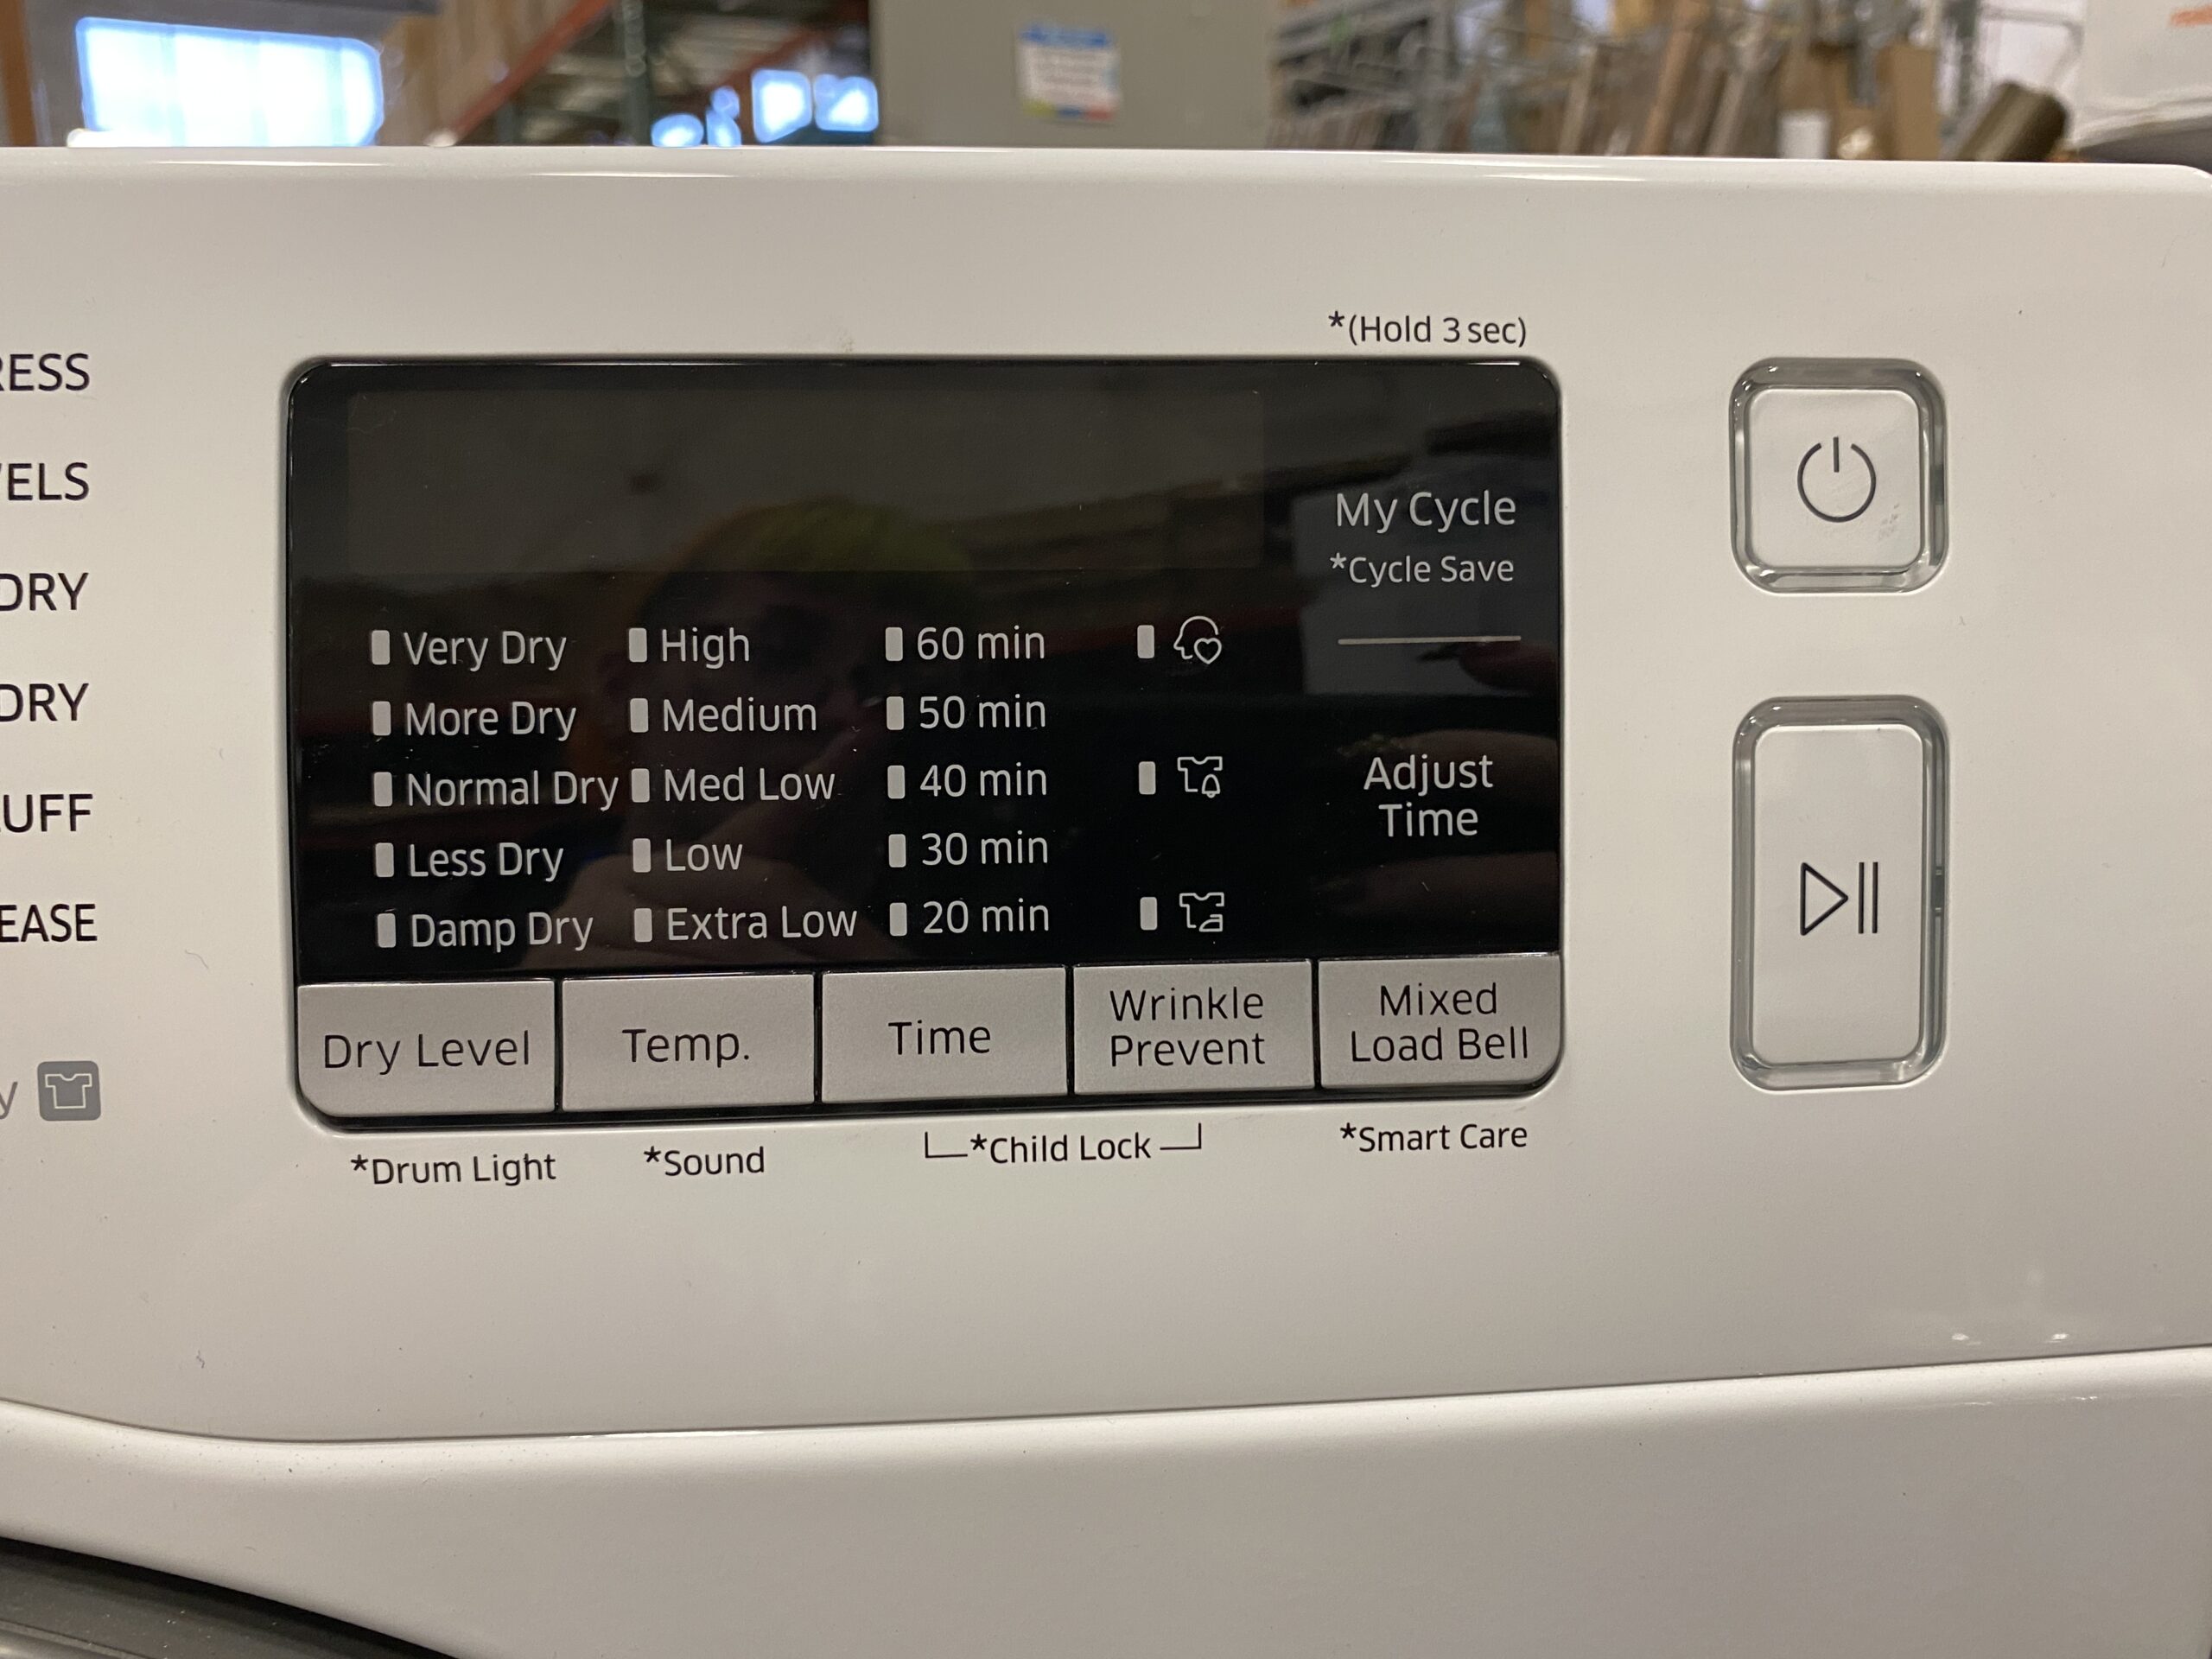 *(Hold 3 sec)
RESS
ELS
DRY
DRY
UFF
EASE
y
My Cycle
*Cycle Save
Adjust
Time
Very Dry
More Dry
Normal Dry
Less Dry
Damp Dry
High
Medium
Med Low
Low
Extra Low
60 min
50 min
40 min
30 min
20 min
Dry Level
Temp.
Time
Wrinkle
Prevent
Mixed
Load Bell
*Drum Light
*Sound
*Child Lock
*Smart Care